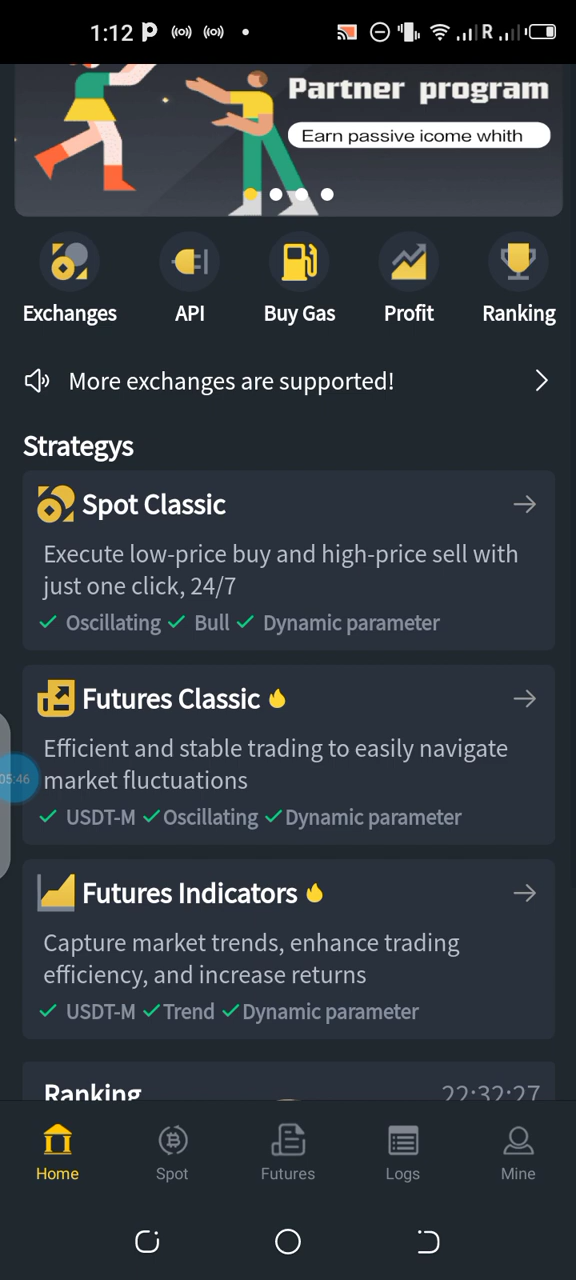 1:12
R
Partner program
Earn passive icome whith
Exchanges API Buy Gas Profit Ranking
More exchanges are supported!
Strategys
Spot Classic
Execute low-price buy and high-price sell with
just one click, 24/7
Oscillating Bull Dynamic parameter
Futures Classic
Efficient and stable trading to easily navigate
05:46
market fluctuations
USDT-M Oscillating Dynamic parameter
Futures Indicators
Capture market trends, enhance trading
efficiency, and increase returns
USDT-M Trend Dynamic parameter
Ranking 22:32:27
Home Spot Futures Logs Mine